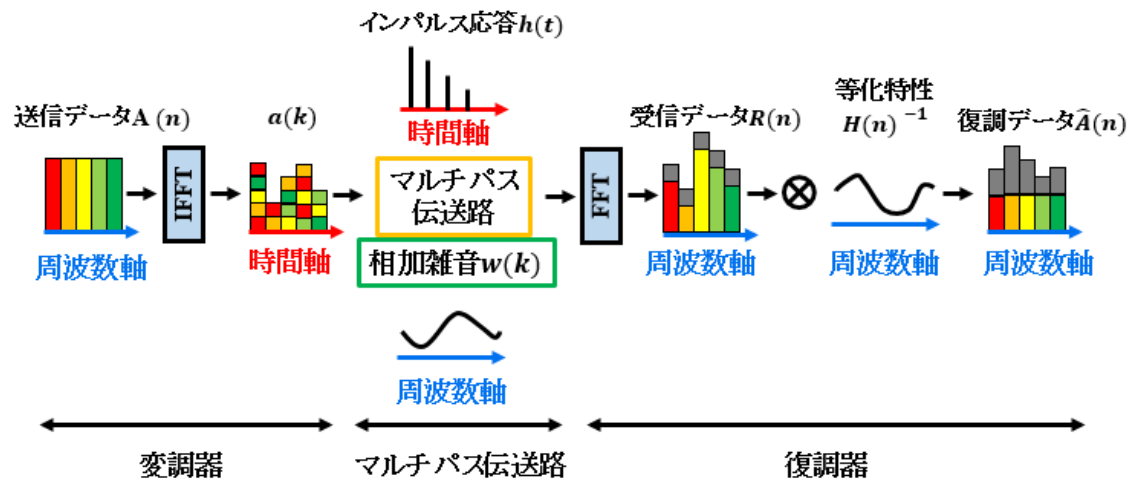 インパルス応答h(t)
時間軸
送信データA (n)
周波数軸
IFFT
a(k)
時間軸
マルチパス
伝送路
相加雑音w(k)
周波数軸
FFT
受信データR(n)
周波数軸
等化特性
H(n)⁻¹
周波数軸
復調データÂ(n)
周波数軸
変調器
マルチパス伝送路
復調器